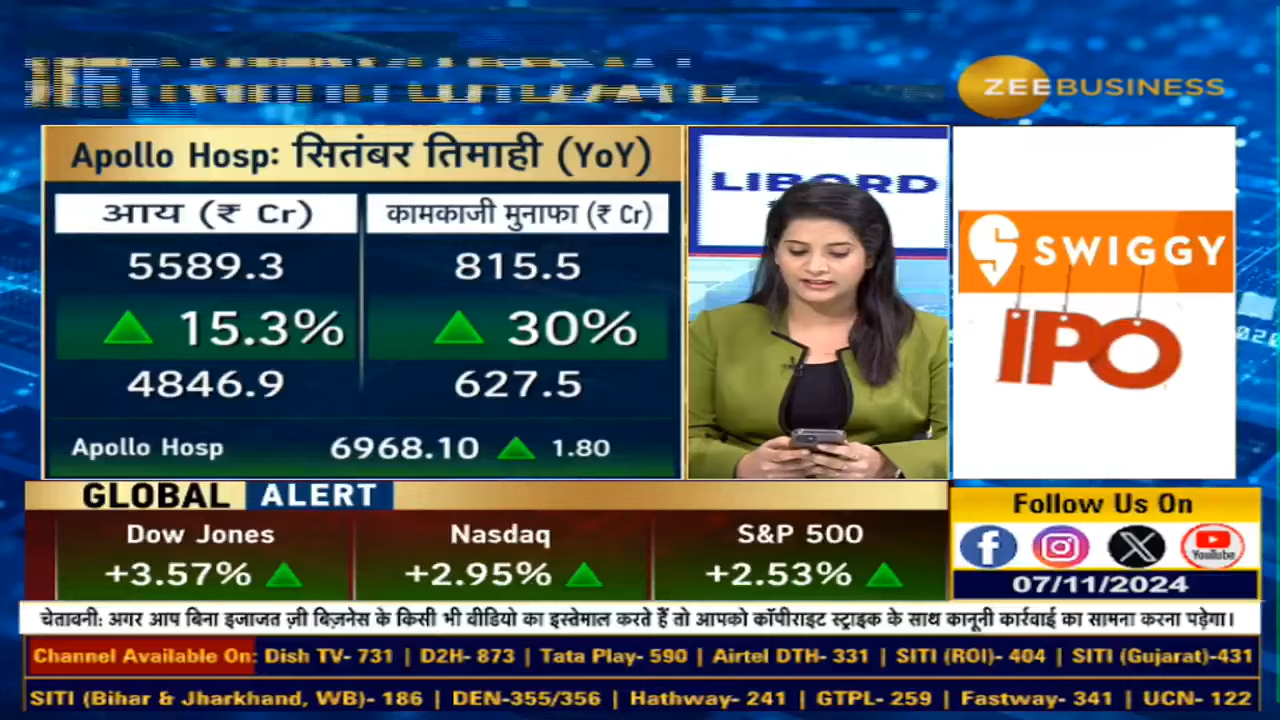 ZEEBUSINESS
Apollo Hosp: सितंबर तिमाही (YoY)
आय (₹ Cr)
कामकाजी मुनाफा (₹ Cr)
5589.3
815.5
15.3%
30%
4846.9
627.5
Apollo Hosp 6968.10 1.80
LIBORD
SWIGGY
IPO
GLOBAL ALERT
Dow Jones
Nasdaq
S&P 500
+3.57%
+2.95%
+2.53%
Follow Us On
YouTube
07/11/2024
चेतावनी: अगर आप बिना इजाजत ज़ी बिज़नेस के किसी भी वीडियो का इस्तेमाल करते हैं तो आपको कॉपीराइट स्ट्राइक के साथ कानूनी कार्रवाई का सामना करना पड़ेगा।
Channel Available On: Dish TV- 731 | D2H- 873 | Tata Play- 590 | Airtel DTH- 331 | SITI (ROI)- 404 | SITI (Gujarat)-431
SITI (Bihar & Jharkhand, WB)- 186 | DEN-355/356 | Hathway- 241 | GTPL- 259 | Fastway- 341 | UCN- 122